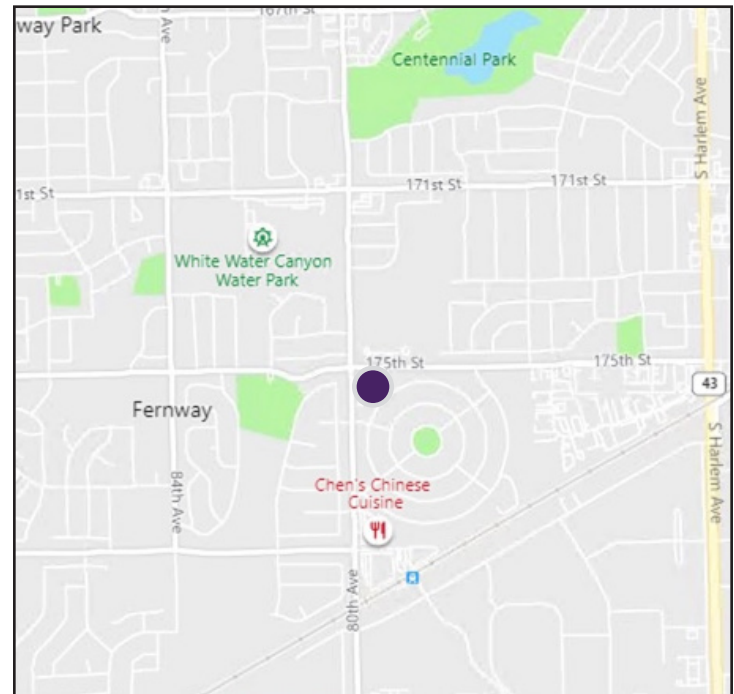 167th St
way Park
Ave
Centennial Park
S Harlem Ave
1st St
171st St
171st St
White Water Canyon
Water Park
175th St
175th St
43
Fernway
84th Ave
Chen's Chinese
Cuisine
S Harlem Ave
80th Ave